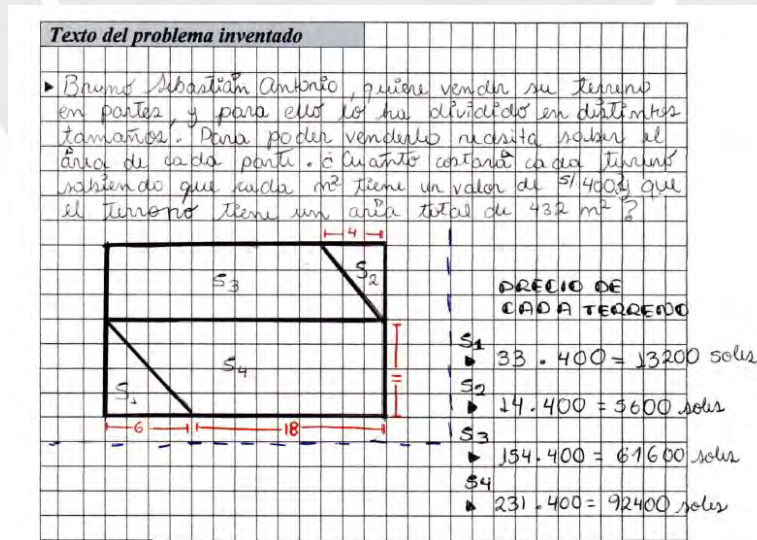 Texto del problema inventado
▸ Bruno Sebastián Antonio, quiere vender su terreno
en partes, y para ello lo ha dividido en distintos
tamaños. Para poder venderlo necesita saber el
área de cada parte. ¿Cuánto costará cada terreno
sabiendo que cada m² tiene un valor de S/400 y que
el terreno tiene un area total de 432 m²?
4
S3
S2
S1
S4
11
6
18
PRECIO DE
CADA TERRENO
S1
▸ 33 . 400 = 13200 soles
S2
▸ 14 . 400 = 5600 soles
S3
▸ 154 . 400 = 61600 soles
S4
▸ 231 . 400 = 92400 soles